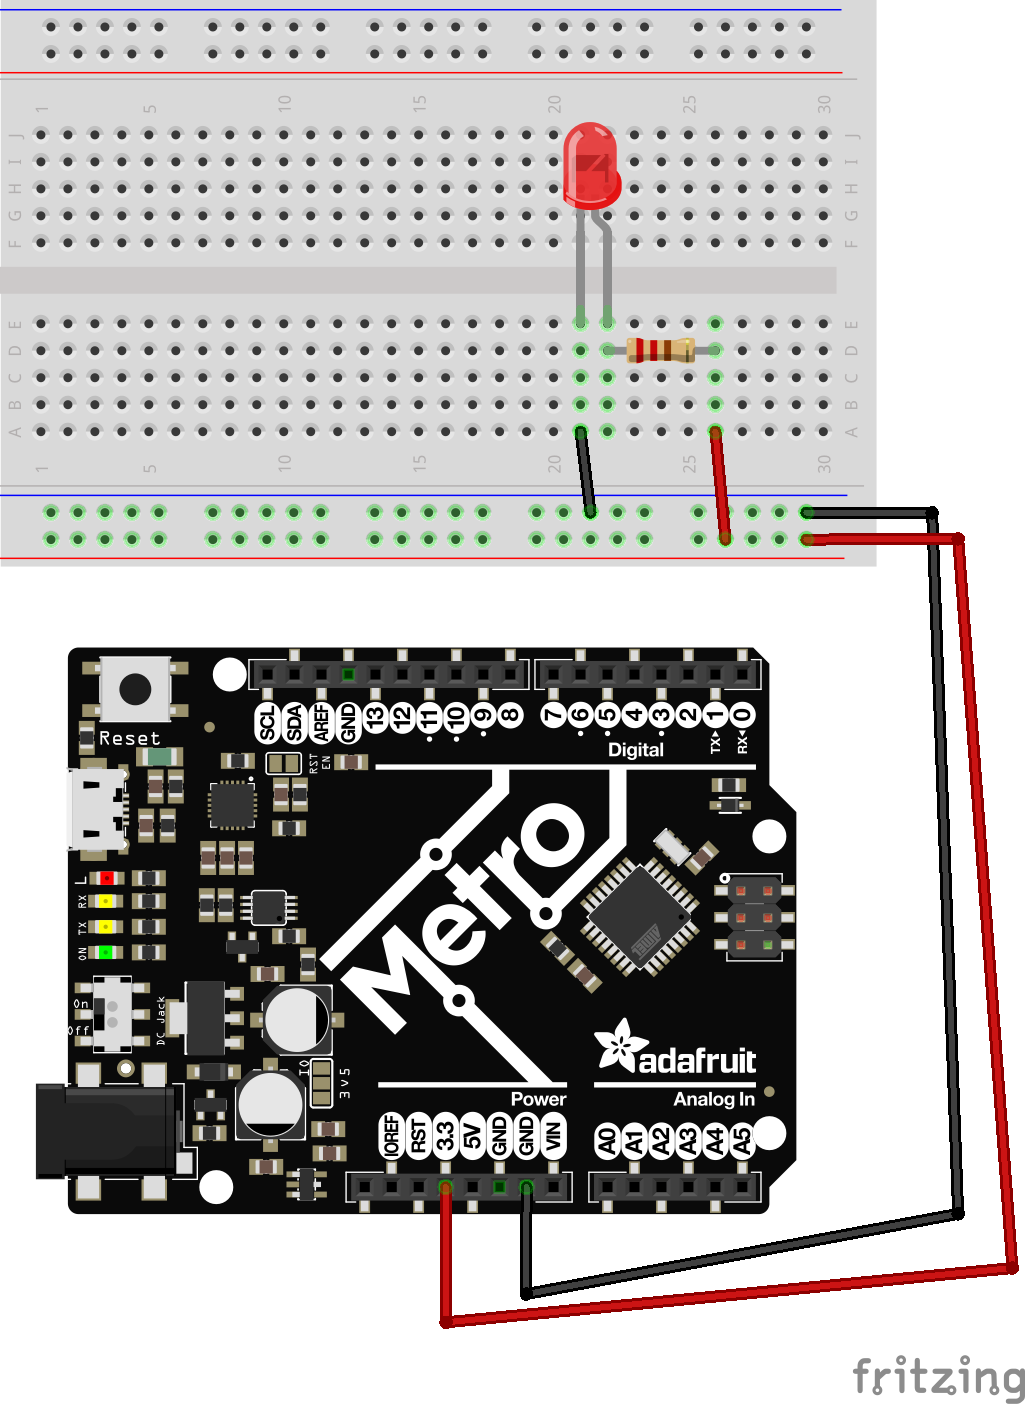 1 5 10 15 20 25 30
J J
I I
H H
G G
F F
E E
D D
C C
B B
A A
1 5 10 15 20 25 30
Reset
SCL SDA AREF GND 13 12 11 10 9 8 7 6 5 4 3 2 1 0
TX RX
Digital
RST
EN
L
RX
TX
ON
Metro
On
Off
DC Jack
IO
3v5
ATMEL
adafruit
Power
Analog In
IOREF RST 3.3 5V GND GND VIN A0 A1 A2 A3 A4 A5
fritzing